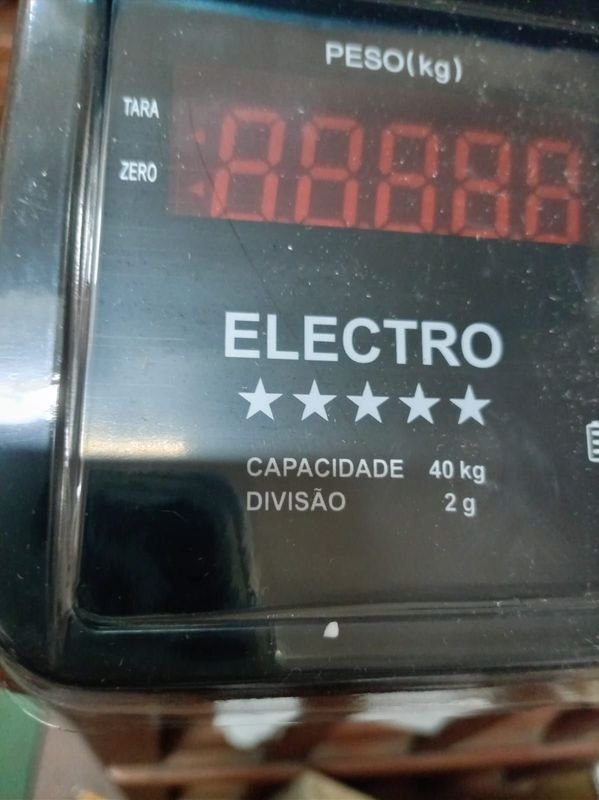 PESO(kg)
TARA
ZERO
ELECTRO
★★★★★
CAPACIDADE 40 kg
DIVISÃO 2 g